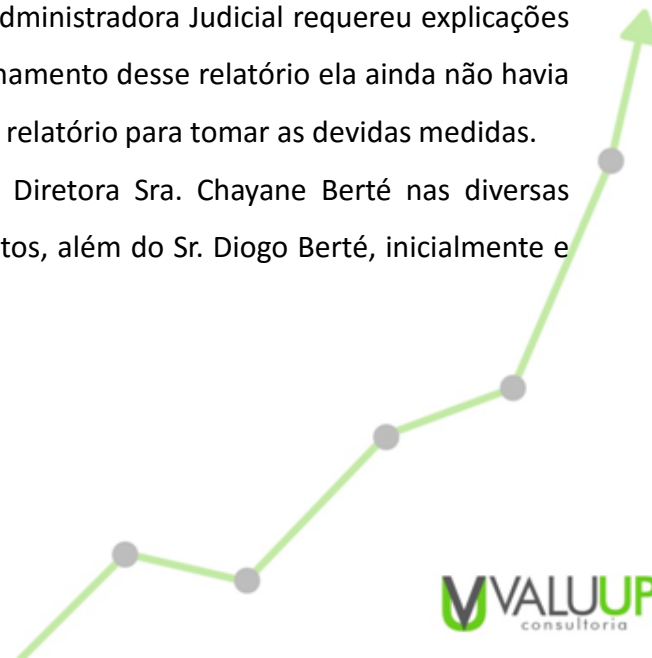 dministradora Judicial requereu explicações
namento desse relatório ela ainda não havia
relatório para tomar as devidas medidas.
Diretora Sra. Chayane Berté nas diversas
tos, além do Sr. Diogo Berté, inicialmente e
VALUUP
consultoria